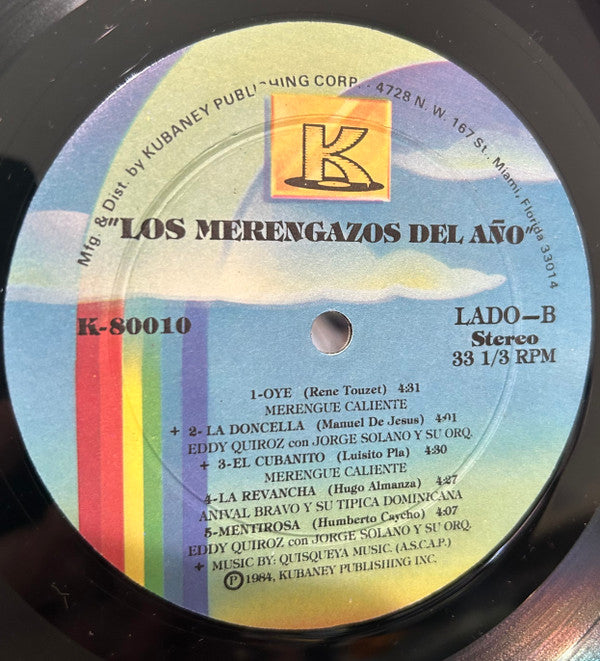 Mfg. & Dist. by KUBANEY PUBLISHING CORP. · 4728 N.W. 167 St., Miami, Florida 33014
K
"LOS MERENGAZOS DEL AÑO"
K-80010
LADO-B
Stereo
33 1/3 RPM
1-OYE (Rene Touzet) 4:31
MERENGUE CALIENTE
+ 2- LA DONCELLA (Manuel De Jesus) 4:01
EDDY QUIROZ con JORGE SOLANO Y SU ORQ.
+ 3-EL CUBANITO (Luisito Pla) 4:30
MERENGUE CALIENTE
4-LA REVANCHA (Hugo Almanza) 4:27
ANIVAL BRAVO Y SU TIPICA DOMINICANA
5-MENTIROSA (Humberto Caycho) 4:07
EDDY QUIROZ con JORGE SOLANO Y SU ORQ.
+ MUSIC BY: QUISQUEYA MUSIC. (A.S.C.A.P.)
℗ 1984, KUBANEY PUBLISHING INC.